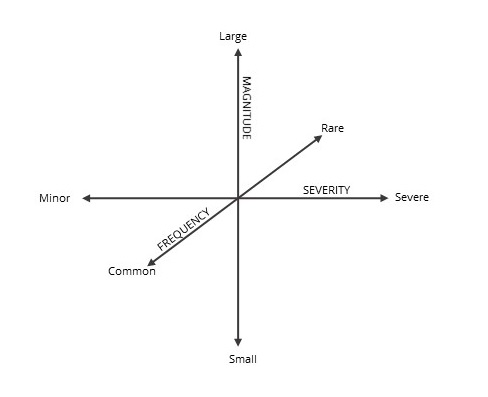 Large
MAGNITUDE
Rare
Minor
SEVERITY
Severe
FREQUENCY
Common
Small